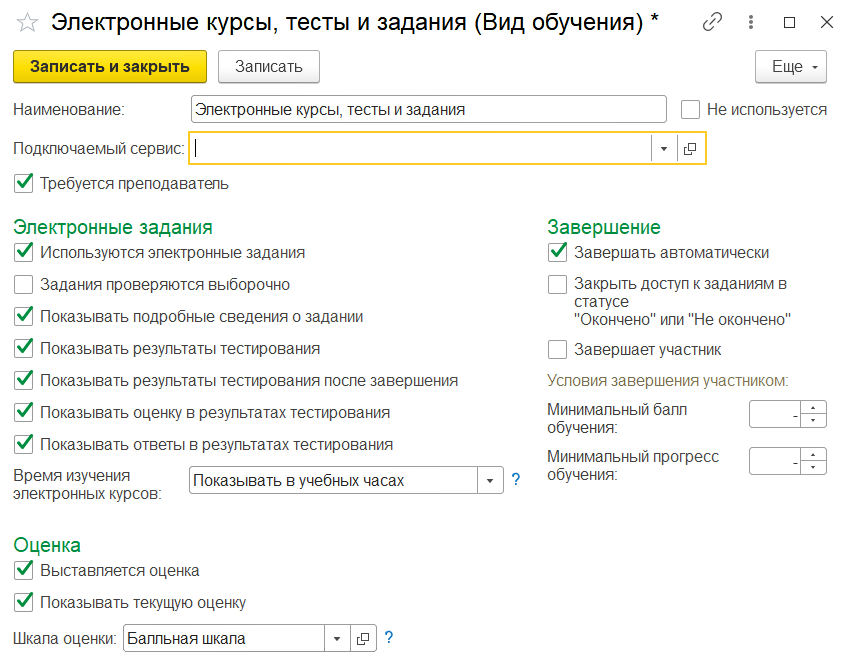 Электронные курсы, тесты и задания (Вид обучения) *
Записать и закрыть
Записать
Еще
Наименование:
Электронные курсы, тесты и задания
Не используется
Подключаемый сервис:
Требуется преподаватель
Электронные задания
Используются электронные задания
Задания проверяются выборочно
Показывать подробные сведения о задании
Показывать результаты тестирования
Показывать результаты тестирования после завершения
Показывать оценку в результатах тестирования
Показывать ответы в результатах тестирования
Время изучения
электронных курсов:
Показывать в учебных часах
?
Завершение
Завершать автоматически
Закрыть доступ к заданиям в
статусе
"Окончено" или "Не окончено"
Завершает участник
Условия завершения участником:
Минимальный балл
обучения:
-
Минимальный прогресс
обучения:
-
Оценка
Выставляется оценка
Показывать текущую оценку
Шкала оценки:
Балльная шкала
?